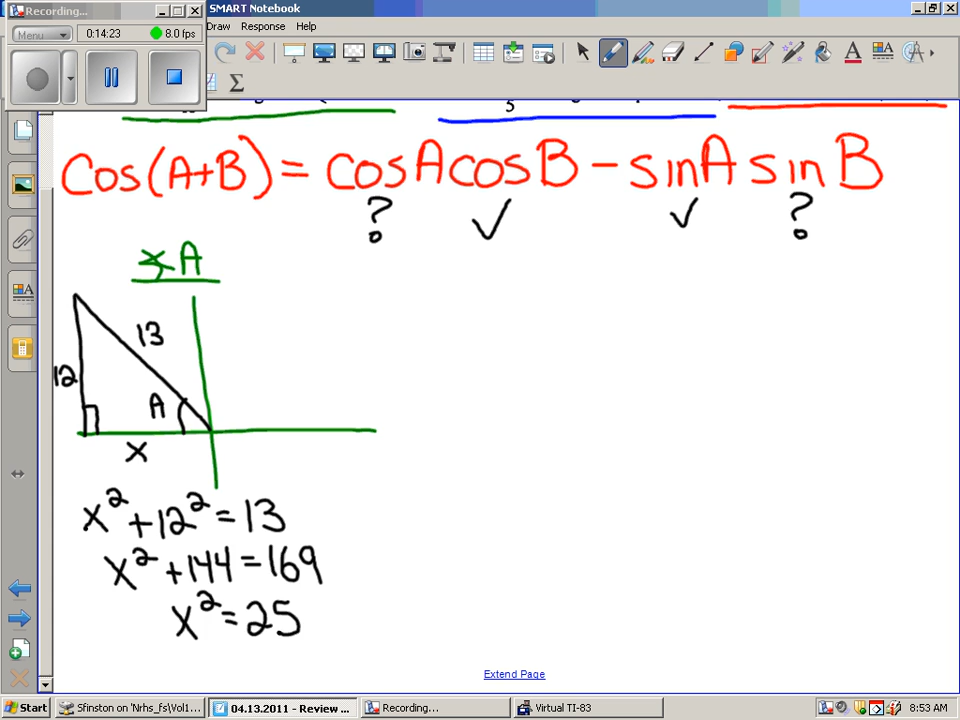 Recording...
SMART Notebook
Menu
0:14:23
8.0 fps
Draw Insert Response Help
Σ
A
5
Cos(A+B) = cosAcosB - sinA sinB
? ✓ ✓ ?
∡A
13
12
A
x
x² + 12² = 13
x² + 144 = 169
x² = 25
Extend Page
Start
Sfinston on 'Nrhs_fs\Vol1...
04.13.2011 - Review ...
Recording...
Virtual TI-83
8:53 AM